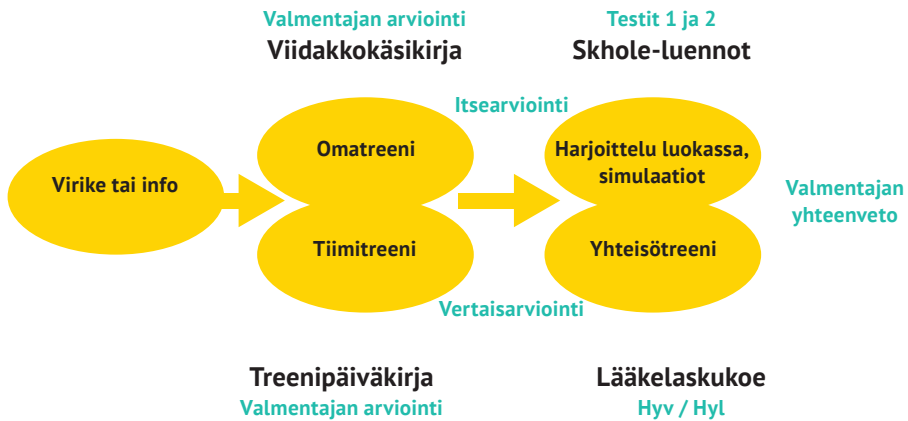 Valmentajan arviointi
Viidakkokäsikirja
Testit 1 ja 2
Skhole-luennot
Itsearviointi
Virike tai info
Omatreeni
Tiimitreeni
Harjoittelu luokassa,
simulaatiot
Yhteisötreeni
Valmentajan
yhteenveto
Vertaisarviointi
Treenipäiväkirja
Valmentajan arviointi
Lääkelaskukoe
Hyv / Hyl